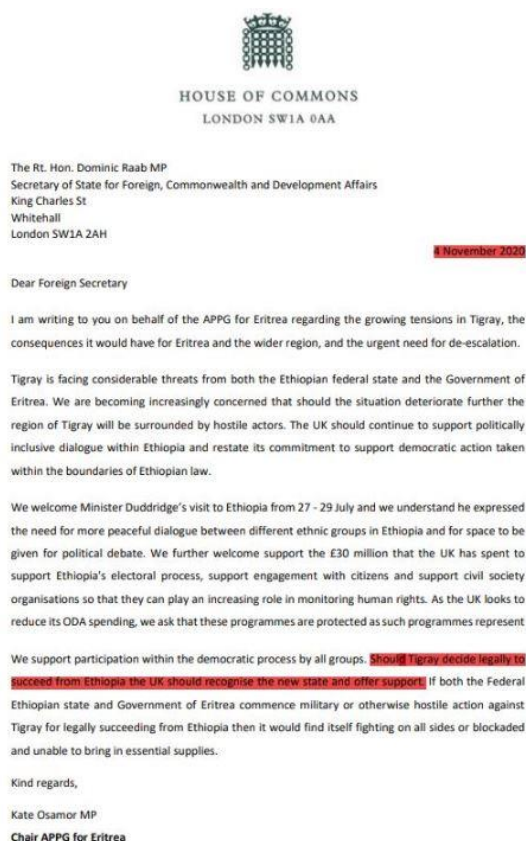 HOUSE OF COMMONS
LONDON SW1A 0AA
The Rt. Hon. Dominic Raab MP
Secretary of State for Foreign, Commonwealth and Development Affairs
King Charles St
Whitehall
London SW1A 2AH
4 November 2020
Dear Foreign Secretary
I am writing to you on behalf of the APPG for Eritrea regarding the growing tensions in Tigray, the
consequences it would have for Eritrea and the wider region, and the urgent need for de-escalation.
Tigray is facing considerable threats from both the Ethiopian federal state and the Government of
Eritrea. We are becoming increasingly concerned that should the situation deteriorate further the
region of Tigray will be surrounded by hostile actors. The UK should continue to support politically
inclusive dialogue within Ethiopia and restate its commitment to support democratic action taken
within the boundaries of Ethiopian law.
We welcome Minister Duddridge's visit to Ethiopia from 27 - 29 July and we understand he expressed
the need for more peaceful dialogue between different ethnic groups in Ethiopia and for space to be
given for political debate. We further welcome support the £30 million that the UK has spent to
support Ethiopia's electoral process, support engagement with citizens and support civil society
organisations so that they can play an increasing role in monitoring human rights. As the UK looks to
reduce its ODA spending, we ask that these programmes are protected as such programmes represent
We support participation within the democratic process by all groups. Should Tigray decide legally to
succeed from Ethiopia the UK should recognise the new state and offer support. If both the Federal
Ethiopian state and Government of Eritrea commence military or otherwise hostile action against
Tigray for legally succeeding from Ethiopia then it would find itself fighting on all sides or blockaded
and unable to bring in essential supplies.
Kind regards,
Kate Osamor MP
Chair APPG for Eritrea